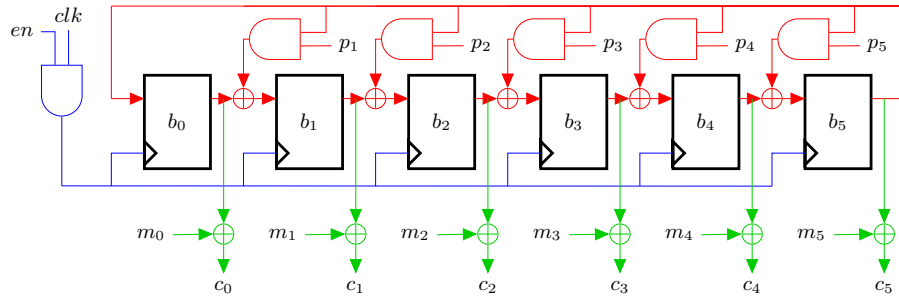 clk
en
p₁ p₂ p₃ p₄ p₅
b₀ b₁ b₂ b₃ b₄ b₅
m₀ m₁ m₂ m₃ m₄ m₅
c₀ c₁ c₂ c₃ c₄ c₅